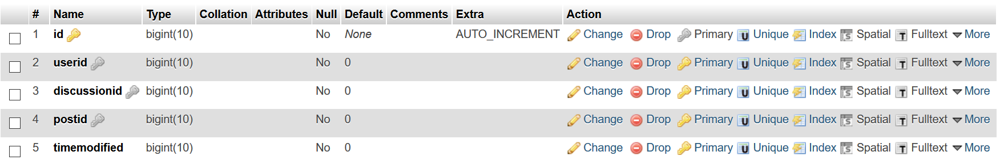 # Name Type Collation Attributes Null Default Comments Extra Action
1 id bigint(10) No None AUTO_INCREMENT Change Drop Primary Unique Index Spatial Fulltext More
2 userid bigint(10) No 0 Change Drop Primary Unique Index Spatial Fulltext More
3 discussionid bigint(10) No 0 Change Drop Primary Unique Index Spatial Fulltext More
4 postid bigint(10) No 0 Change Drop Primary Unique Index Spatial Fulltext More
5 timemodified bigint(10) No 0 Change Drop Primary Unique Index Spatial Fulltext More